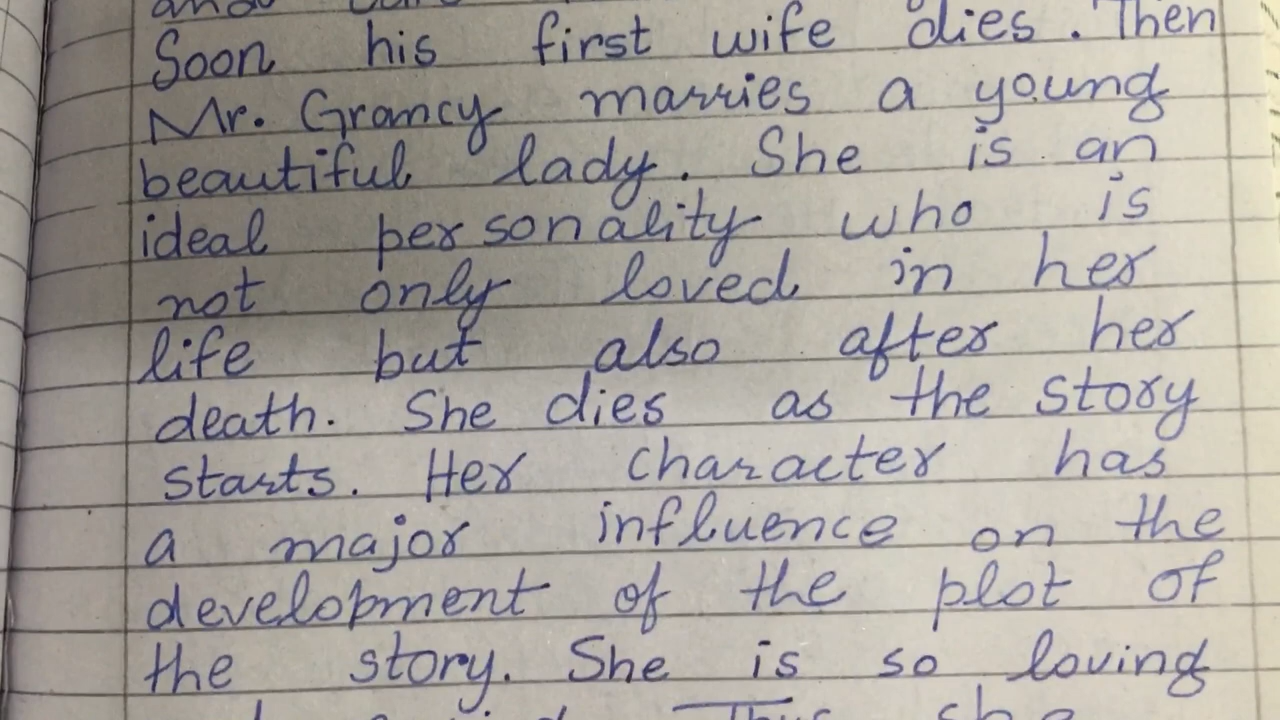 Soon his first wife dies. Then
Mr. Grancy marries a young
beautiful lady. She is an
ideal personality who is
not only loved in her
life but also after her
death. She dies as the story
starts. Her character has
a major influence on the
development of the plot of
the story. She is so loving
Thus she